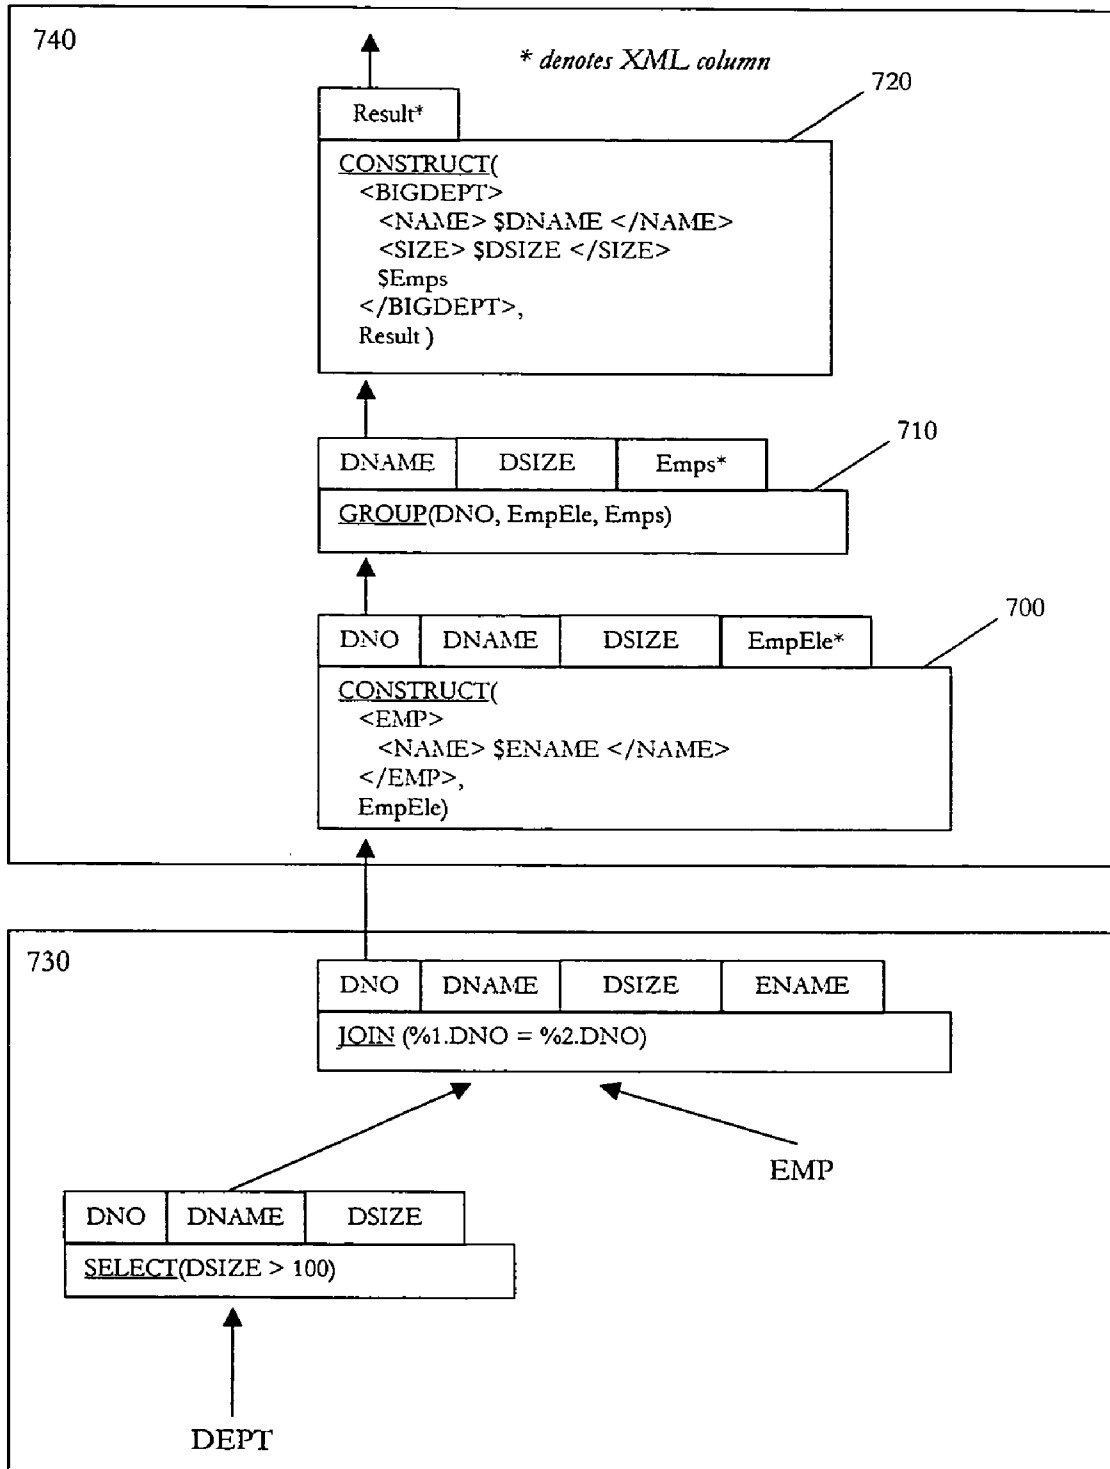 740
* denotes XML column
720
Result*
CONSTRUCT(
<BIGDEPT>
<NAME> $DNAME </NAME>
<SIZE> $DSIZE </SIZE>
$Emps
</BIGDEPT>,
Result )
710
DNAME DSIZE Emps*
GROUP(DNO, EmpEle, Emps)
700
DNO DNAME DSIZE EmpEle*
CONSTRUCT(
<EMP>
<NAME> $ENAME </NAME>
</EMP>,
EmpEle)
730
DNO DNAME DSIZE ENAME
JOIN (%1.DNO = %2.DNO)
EMP
DNO DNAME DSIZE
SELECT(DSIZE > 100)
DEPT